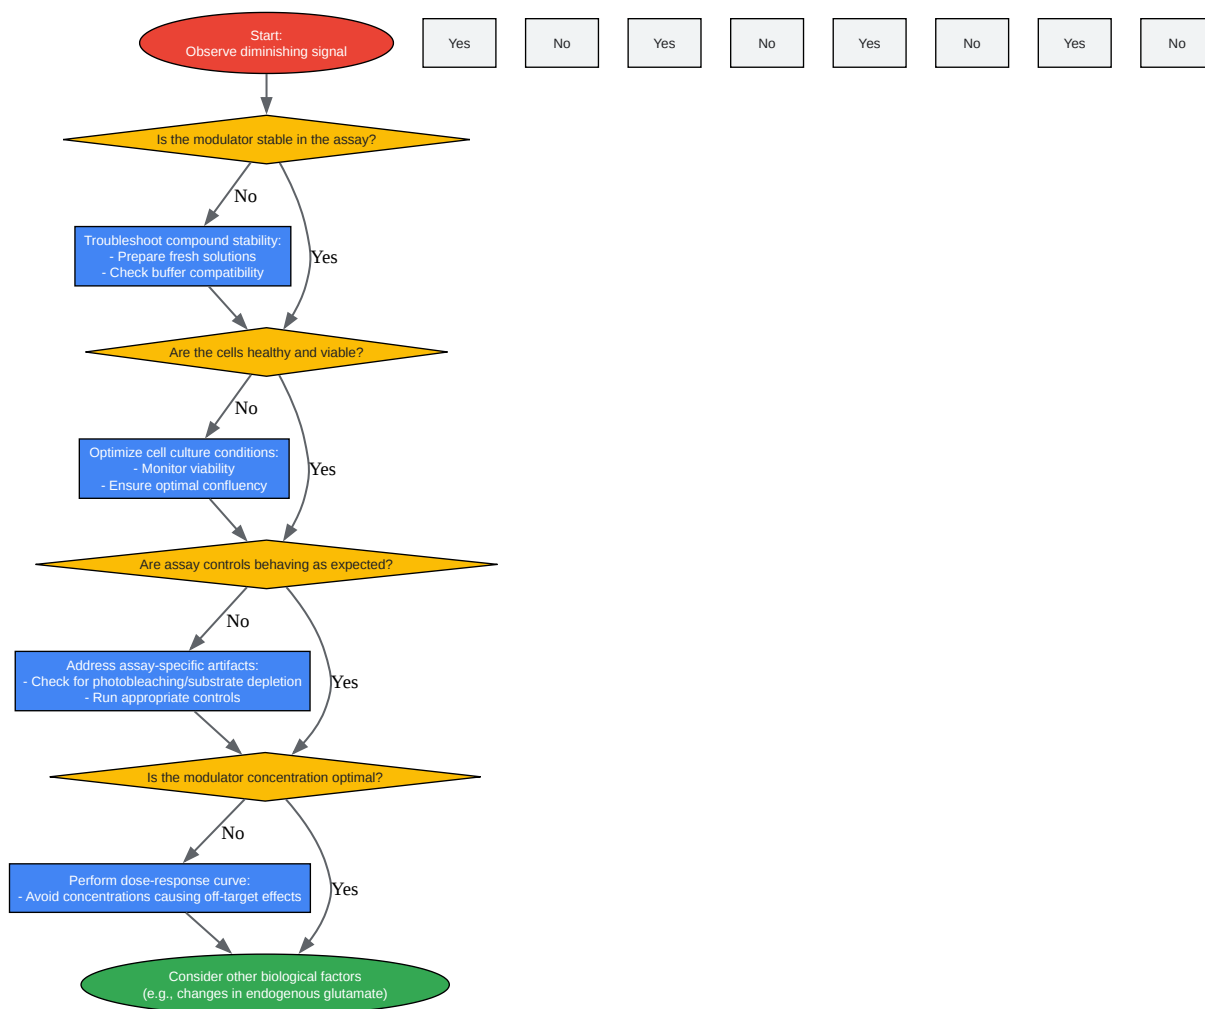 Start:
Observe diminishing signal
Yes
No
Yes
No
Yes
No
Yes
No
Is the modulator stable in the assay?
No
Troubleshoot compound stability:
- Prepare fresh solutions
- Check buffer compatibility
Yes
Are the cells healthy and viable?
No
Optimize cell culture conditions:
- Monitor viability
- Ensure optimal confluency
Yes
Are assay controls behaving as expected?
No
Address assay-specific artifacts:
- Check for photobleaching/substrate depletion
- Run appropriate controls
Yes
Is the modulator concentration optimal?
No
Perform dose-response curve:
- Avoid concentrations causing off-target effects
Yes
Consider other biological factors
(e.g., changes in endogenous glutamate)